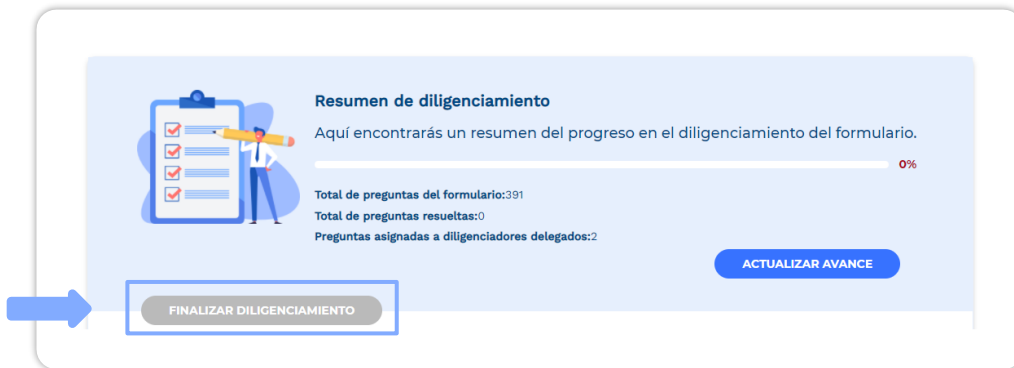 Resumen de diligenciamiento
Aquí encontrarás un resumen del progreso en el diligenciamiento del formulario.
0%
Total de preguntas del formulario:391
Total de preguntas resueltas:0
Preguntas asignadas a diligenciadores delegados:2
ACTUALIZAR AVANCE
FINALIZAR DILIGENCIAMIENTO